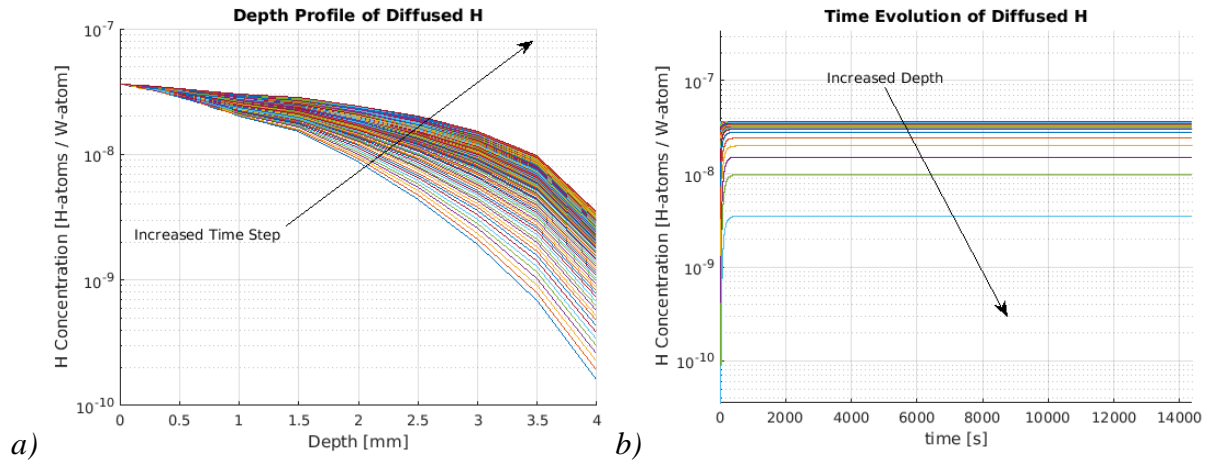 Depth Profile of Diffused H
H Concentration [H-atoms / W-atom]
10^-7
10^-8
10^-9
10^-10
Increased Time Step
0 0.5 1 1.5 2 2.5 3 3.5 4
Depth [mm]
a)
Time Evolution of Diffused H
H Concentration [H-atoms / W-atom]
10^-7
10^-8
10^-9
10^-10
Increased Depth
0 2000 4000 6000 8000 10000 12000 14000
time [s]
b)